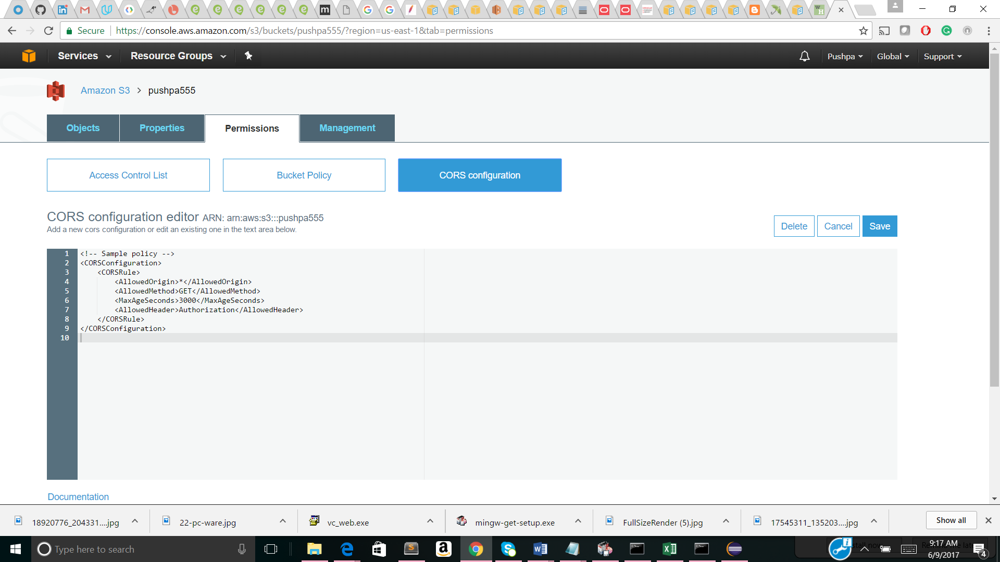 Secure https://console.aws.amazon.com/s3/buckets/pushpa555/?region=us-east-1&tab=permissions
Services Resource Groups Pushpa Global Support
Amazon S3 > pushpa555
Objects Properties Permissions Management
Access Control List Bucket Policy CORS configuration
CORS configuration editor ARN: arn:aws:s3:::pushpa555
Add a new cors configuration or edit an existing one in the text area below.
Delete Cancel Save
1 <!-- Sample policy -->
2 <CORSConfiguration>
3 <CORSRule>
4 <AllowedOrigin>*</AllowedOrigin>
5 <AllowedMethod>GET</AllowedMethod>
6 <MaxAgeSeconds>3000</MaxAgeSeconds>
7 <AllowedHeader>Authorization</AllowedHeader>
8 </CORSRule>
9 </CORSConfiguration>
10
Documentation
18920776_204331....jpg 22-pc-ware.jpg vc_web.exe mingw-get-setup.exe FullSizeRender (5).jpg 17545311_135203....jpg Show all
Type here to search
9:17 AM
6/9/2017
4